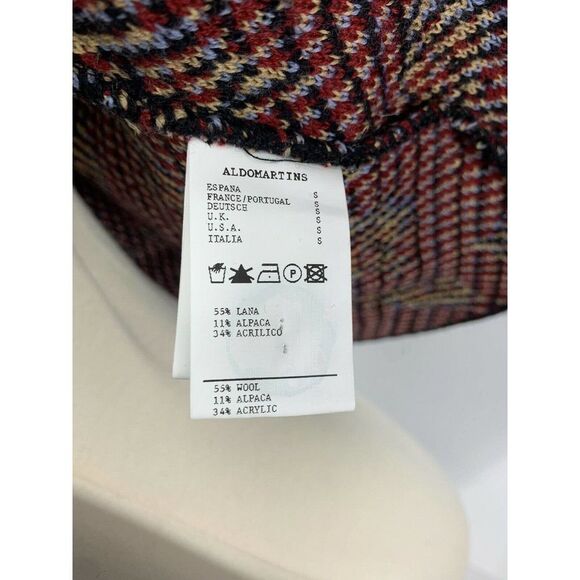 ALDOMARTINS
ESPANA S
FRANCE/PORTUGAL S
DEUTSCH S
U.K. S
U.S.A. S
ITALIA S
P
55% LANA
11% ALPACA
34% ACRILICO
55% WOOL
11% ALPACA
34% ACRYLIC